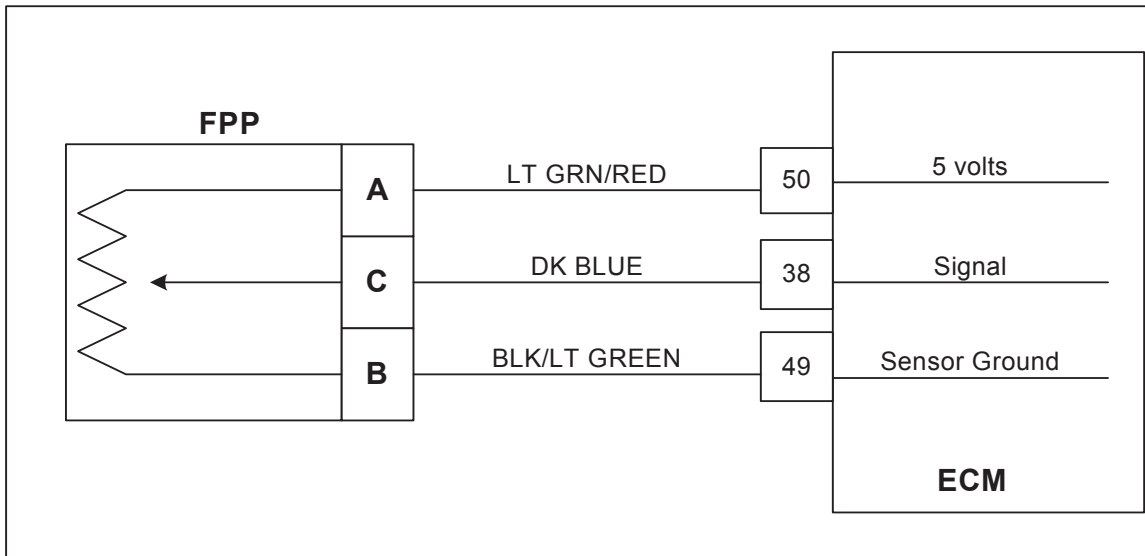 FPP
A
LT GRN/RED
50
5 volts
C
DK BLUE
38
Signal
B
BLK/LT GREEN
49
Sensor Ground
ECM